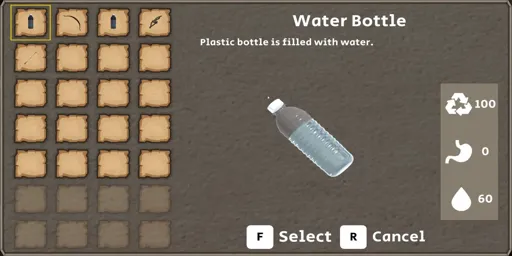 Water Bottle
Plastic bottle is filled with water.
100
0
60
F Select R Cancel